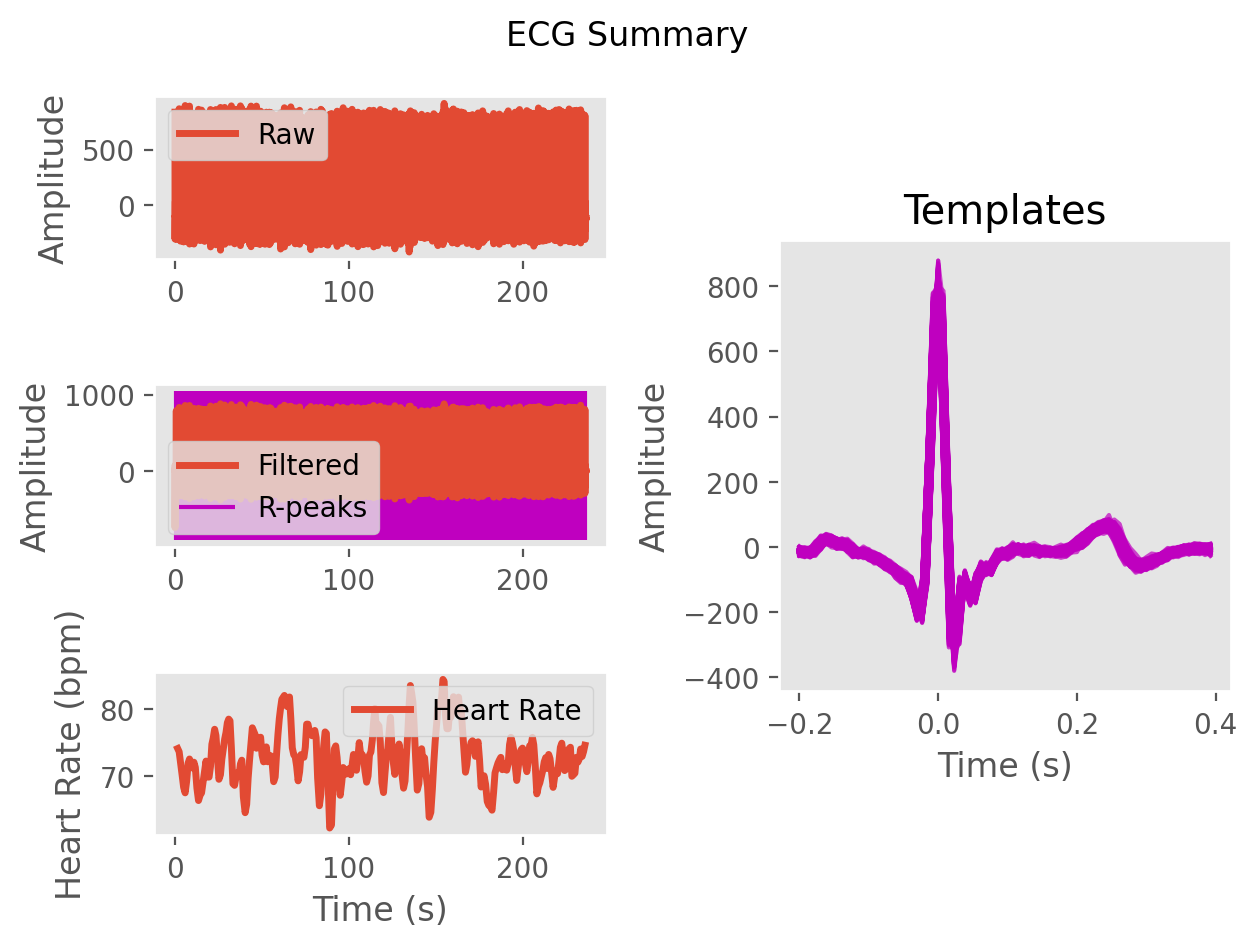 ECG Summary
Amplitude
500
0
Raw
0 100 200
Amplitude
1000
0
Filtered
R-peaks
0 100 200
Heart Rate (bpm)
80
70
Heart Rate
0 100 200
Time (s)
Templates
Amplitude
800
600
400
200
0
−200
−400
−0.2 0.0 0.2 0.4
Time (s)